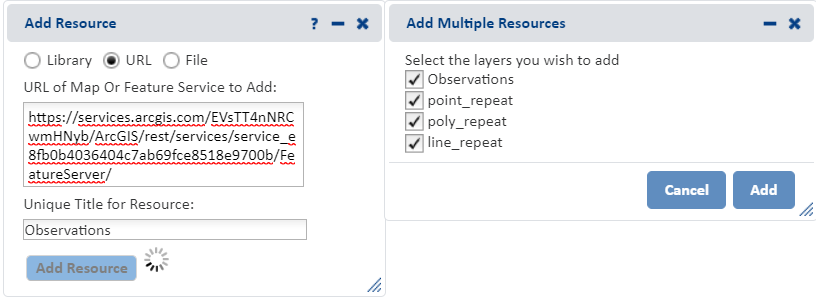 Add Resource ?
Library URL File
URL of Map Or Feature Service to Add:
https://services.arcgis.com/EVsTT4nNRC
wmHNyb/ArcGIS/rest/services/service_e
8fb0b4036404c7ab69fce8518e9700b/Fe
atureServer/
Unique Title for Resource:
Observations
Add Resource
Add Multiple Resources
Select the layers you wish to add
Observations
point_repeat
poly_repeat
line_repeat
Cancel Add